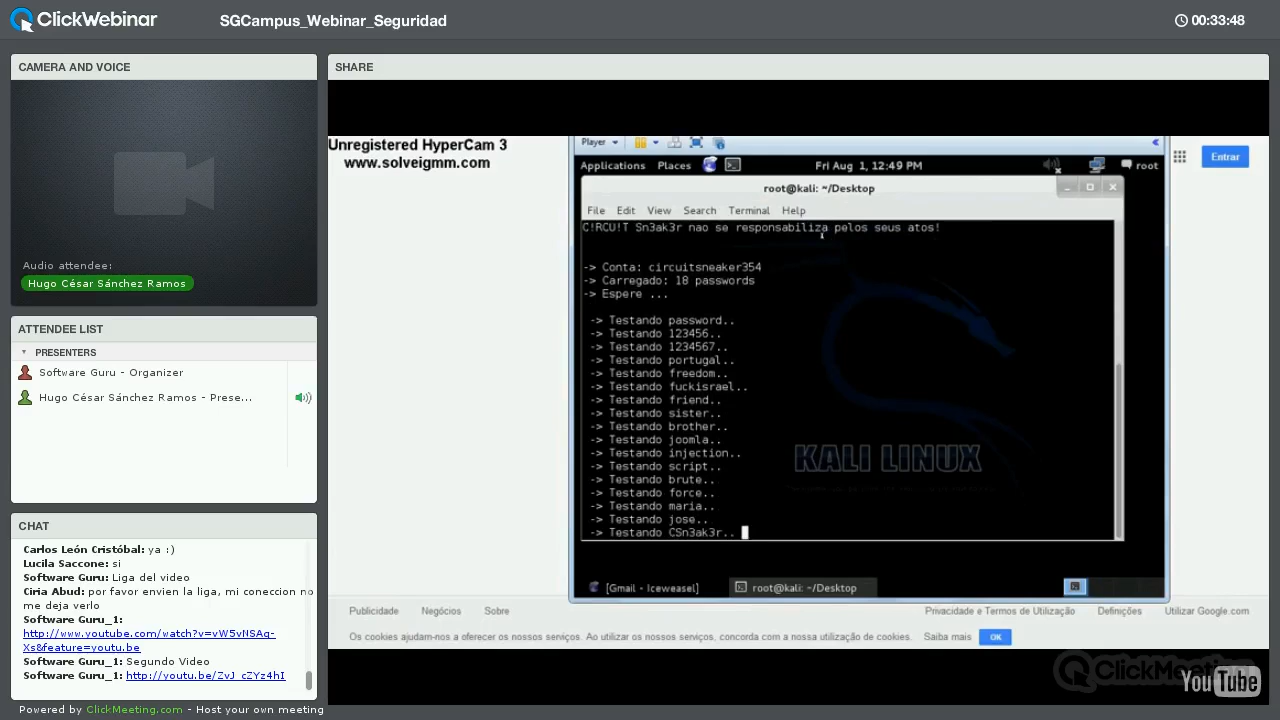 ClickWebinar
SGCampus_Webinar_Seguridad
00:33:48
CAMERA AND VOICE
Audio attendee:
Hugo César Sánchez Ramos
ATTENDEE LIST
PRESENTERS
Software Guru - Organizer
Hugo César Sánchez Ramos - Prese...
CHAT
Carlos León Cristóbal: ya :)
Lucila Saccone: si
Software Guru: Liga del video
Ciria Abud: por favor envien la liga, mi coneccion no
me deja verlo
Software Guru_1:
http://www.youtube.com/watch?v=vW5vNSAq-
Xs&feature=youtu.be
Software Guru_1: Segundo Video
Software Guru_1: http://youtu.be/ZvJ_cZYz4hI
Powered by ClickMeeting.com - Host your own meeting
SHARE
Unregistered HyperCam 3
www.solveigmm.com
Player
Applications Places Fri Aug 1, 12:49 PM root
Entrar
root@kali: ~/Desktop
File Edit View Search Terminal Help
C!RCU!T Sn3ak3r nao se responsabiliza pelos seus atos!
-> Conta: circuitsneaker354
-> Carregado: 18 passwords
-> Espere ...
-> Testando password..
-> Testando 123456..
-> Testando 1234567..
-> Testando portugal..
-> Testando freedom..
-> Testando fuckisrael..
-> Testando friend..
-> Testando sister..
-> Testando brother..
-> Testando joomla..
-> Testando injection..
-> Testando script..
-> Testando brute..
-> Testando force..
-> Testando maria..
-> Testando jose..
-> Testando CSn3ak3r..
KALI LINUX
[Gmail - Iceweasel] root@kali: ~/Desktop
Publicidade Negócios Sobre Privacidade e Termos de Utilização Definições Utilizar Google.com
Os cookies ajudam-nos a oferecer os nossos serviços. Ao utilizar os nossos serviços, concorda com a nossa utilização de cookies. Saiba mais OK
ClickMeeting
YouTube